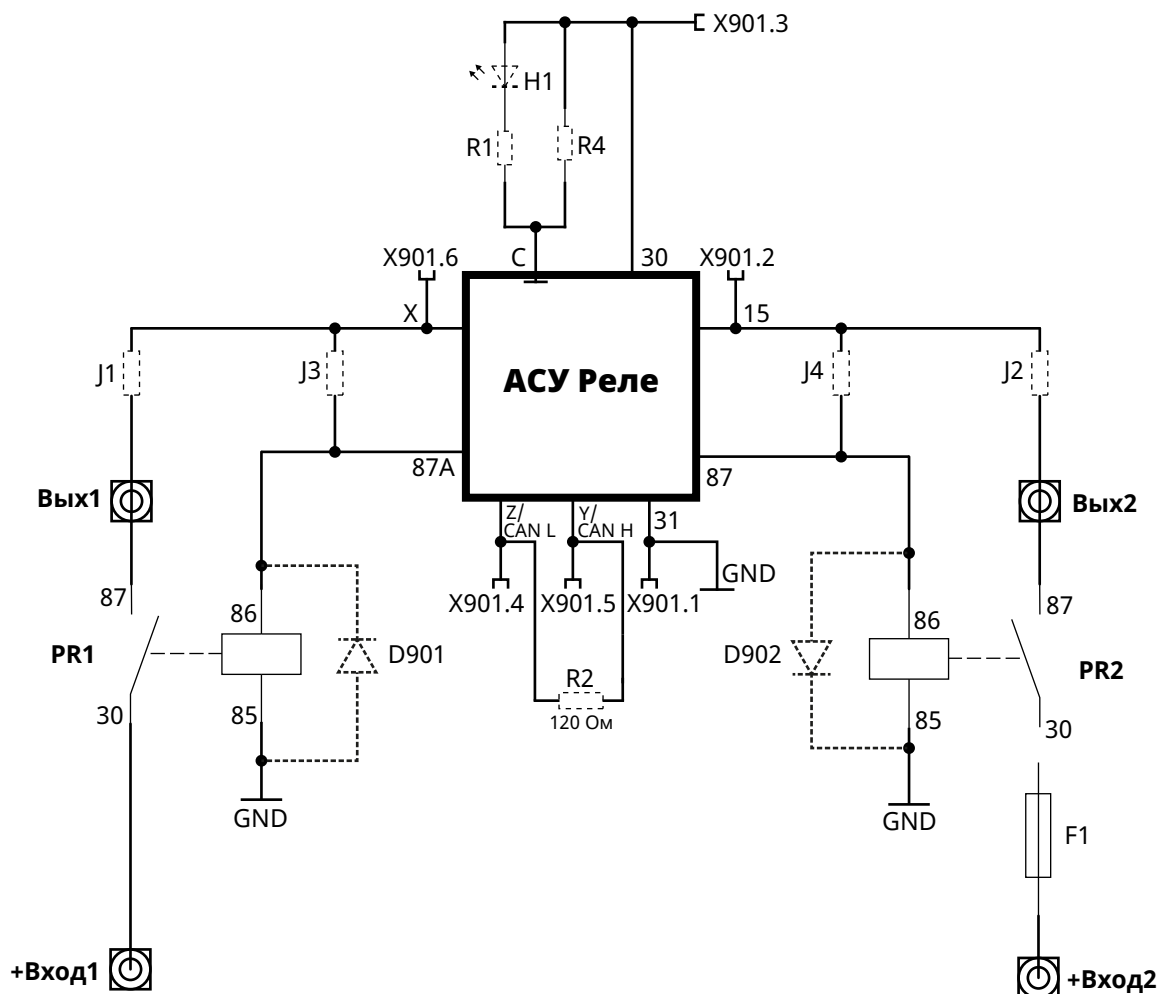 X901.3
H1
R1
R4
X901.6
C
30
X901.2
X
15
J1
J3
АСУ Реле
J4
J2
87A
87
Вых1
Z/
CAN L
Y/
CAN H
31
Вых2
GND
X901.4
X901.5
X901.1
87
86
PR1
D901
R2
120 Ом
D902
86
87
PR2
30
85
85
30
GND
GND
F1
+Вход1
+Вход2